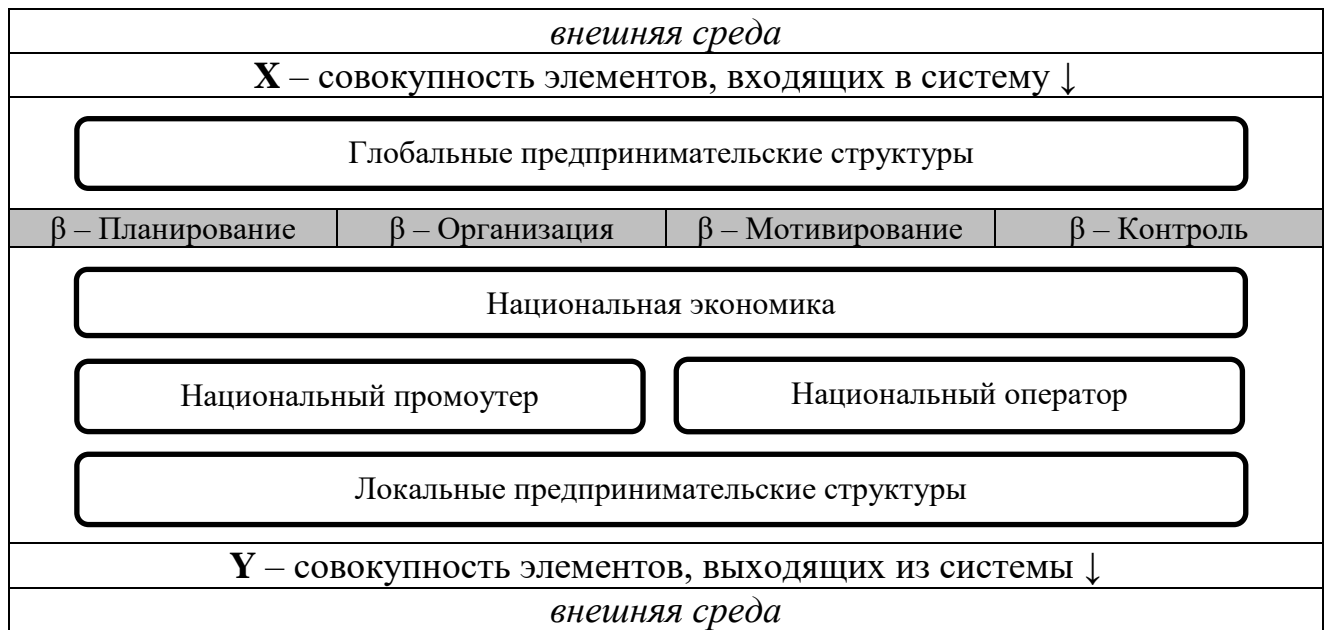 внешняя среда
X – совокупность элементов, входящих в систему ↓
Глобальные предпринимательские структуры
β – Планирование β – Организация β – Мотивирование β – Контроль
Национальная экономика
Национальный промоутер Национальный оператор
Локальные предпринимательские структуры
Y – совокупность элементов, выходящих из системы ↓
внешняя среда